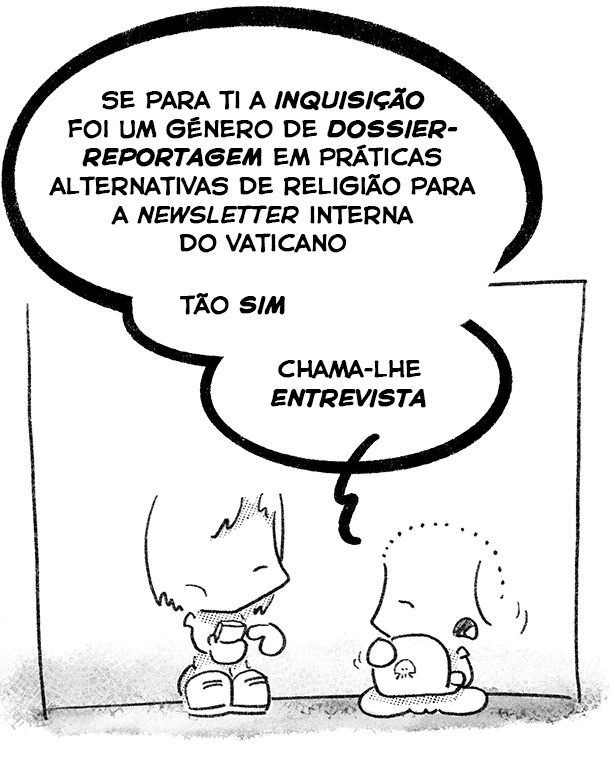 SE PARA TI A INQUISIÇÃO
FOI UM GÉNERO DE DOSSIER-
REPORTAGEM EM PRÁTICAS
ALTERNATIVAS DE RELIGIÃO PARA
A NEWSLETTER INTERNA
DO VATICANO
TÃO SIM
CHAMA-LHE
ENTREVISTA